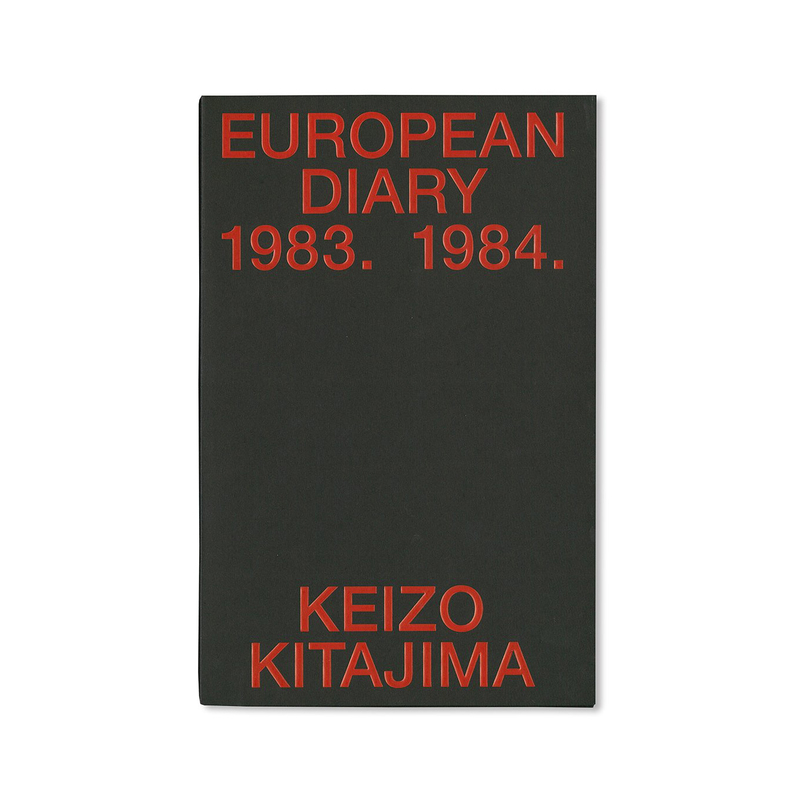 EUROPEAN
DIARY
1983. 1984.
KEIZO
KITAJIMA